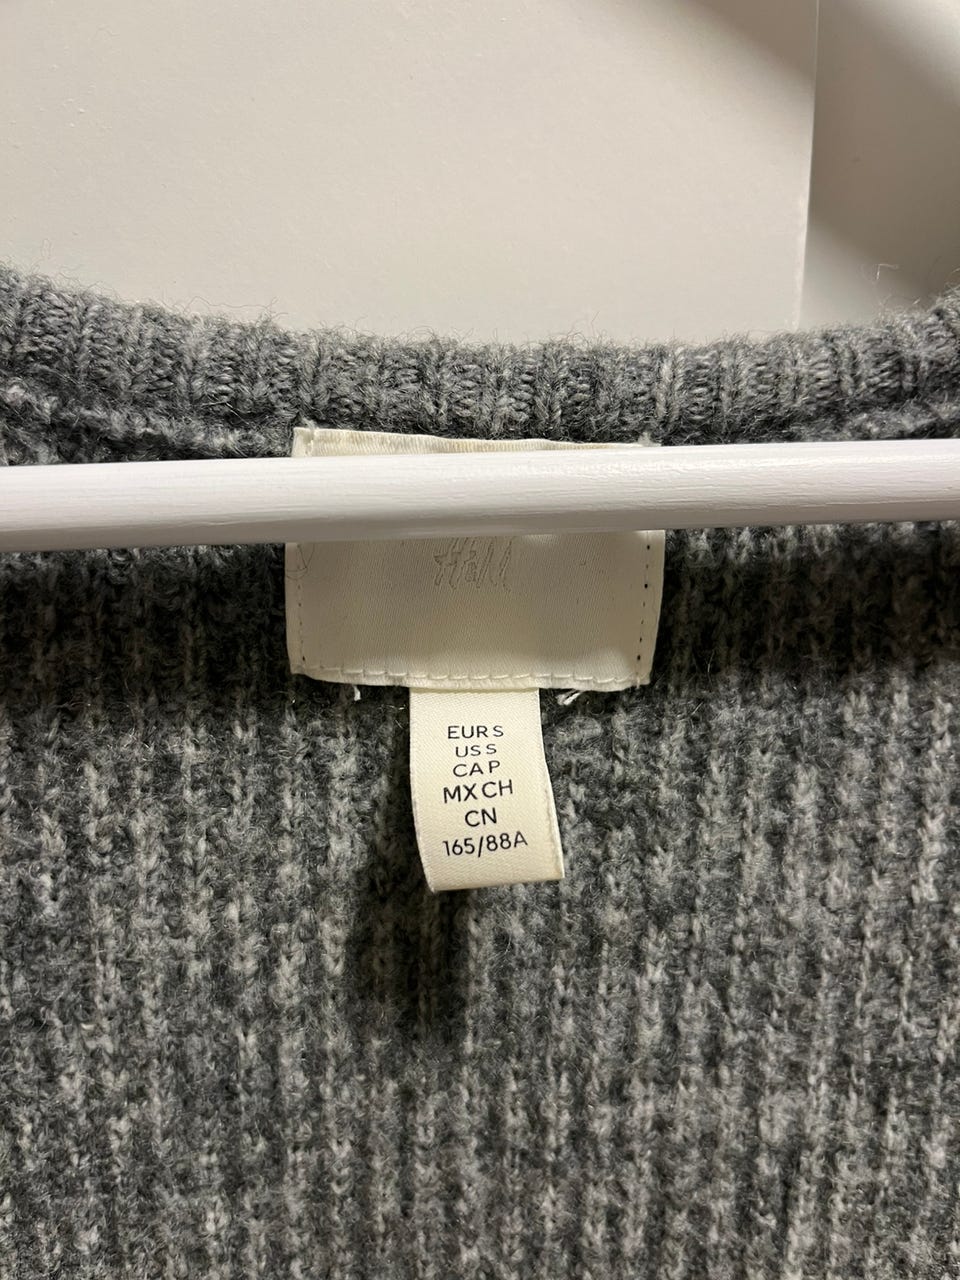 H&M
EUR S
US S
CA P
MX CH
CN
165/88A